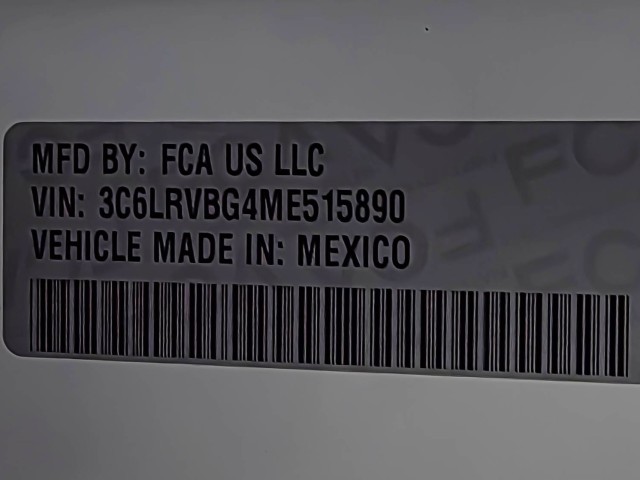 MFD BY: FCA US LLC
VIN: 3C6LRVBG4ME515890
VEHICLE MADE IN: MEXICO